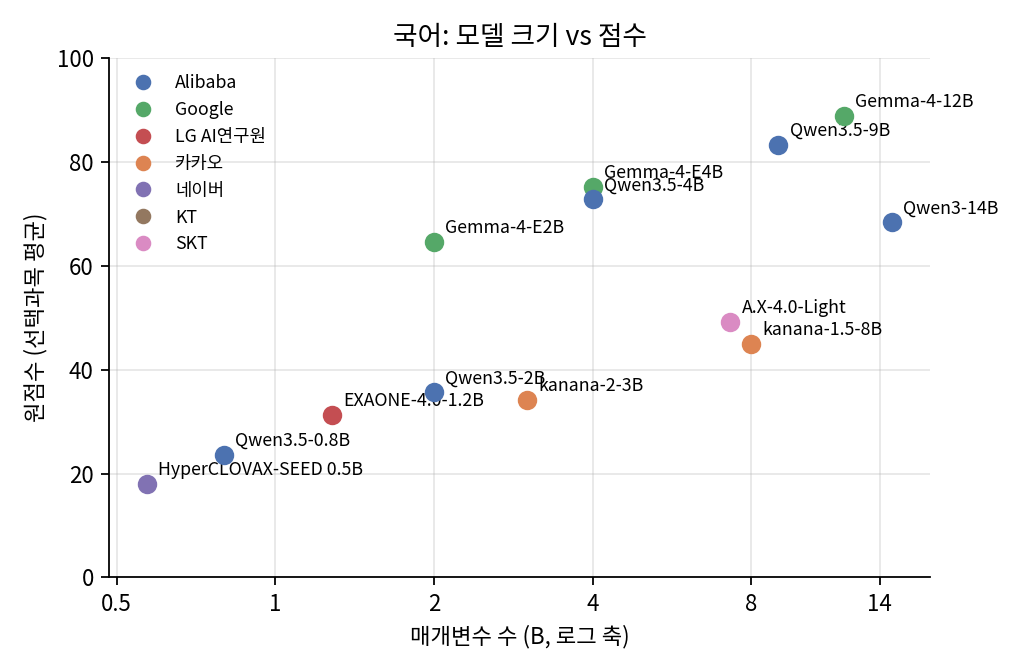 국어: 모델 크기 vs 점수
100
80
60
40
20
0
원점수 (선택과목 평균)
Alibaba
Google
LG AI연구원
카카오
네이버
KT
SKT
Gemma-4-12B
Qwen3.5-9B
Gemma-4-E4B
Qwen3.5-4B
Qwen3-14B
Gemma-4-E2B
A.X-4.0-Light
kanana-1.5-8B
Qwen3.5-2B
kanana-2-3B
EXAONE-4.0-1.2B
Qwen3.5-0.8B
HyperCLOVAX-SEED 0.5B
0.5 1 2 4 8 14
매개변수 수 (B, 로그 축)